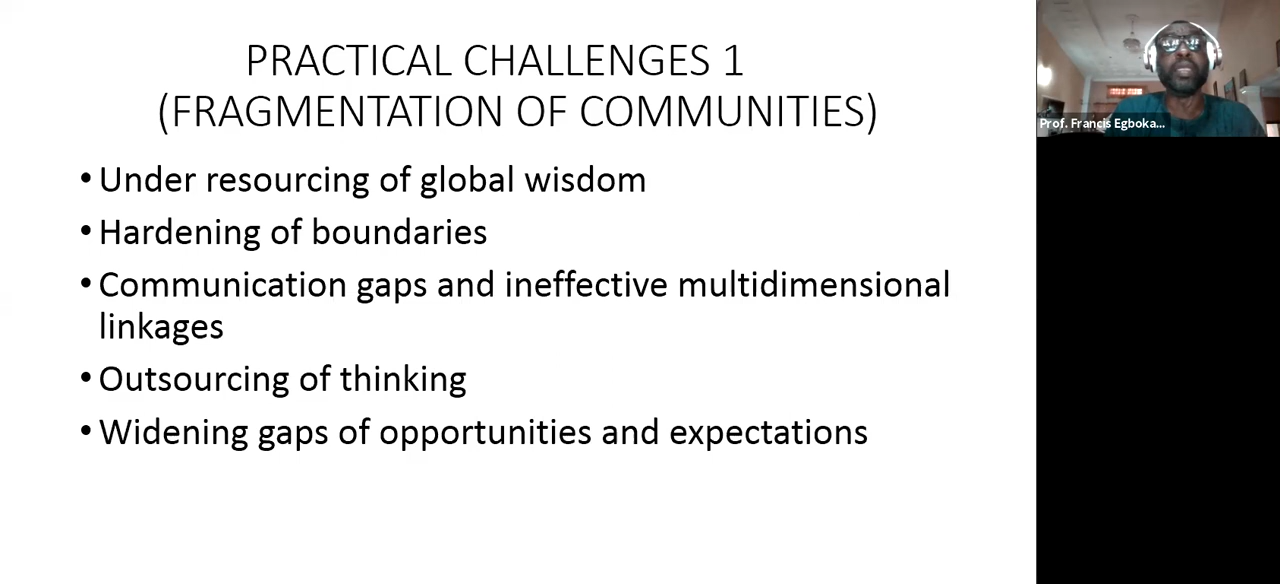 PRACTICAL CHALLENGES 1
(FRAGMENTATION OF COMMUNITIES)
• Under resourcing of global wisdom
• Hardening of boundaries
• Communication gaps and ineffective multidimensional
linkages
• Outsourcing of thinking
• Widening gaps of opportunities and expectations
Prof. Francis Egboka...